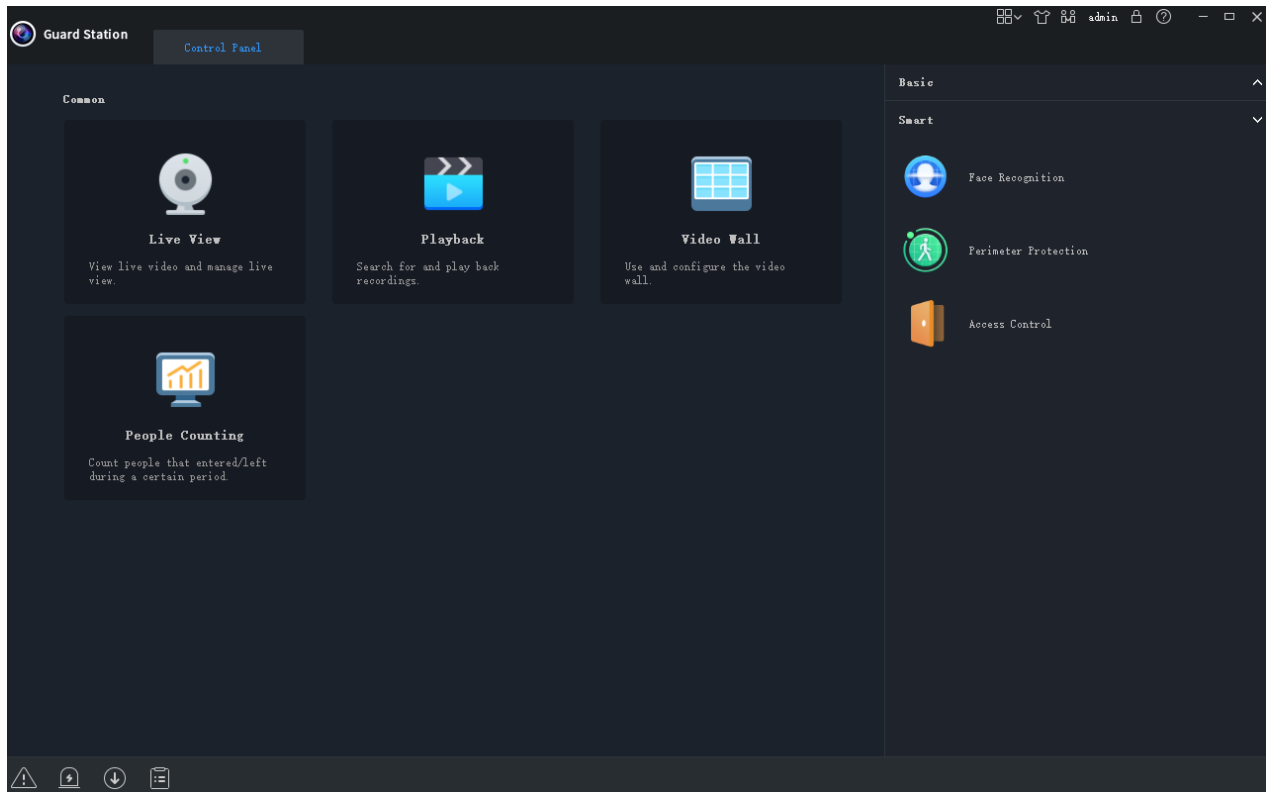 Guard Station
Control Panel
admin
Common
Live View
View live video and manage live
view.
Playback
Search for and play back
recordings.
Video Wall
Use and configure the video
wall.
People Counting
Count people that entered/left
during a certain period.
Basic
Smart
Face Recognition
Perimeter Protection
Access Control